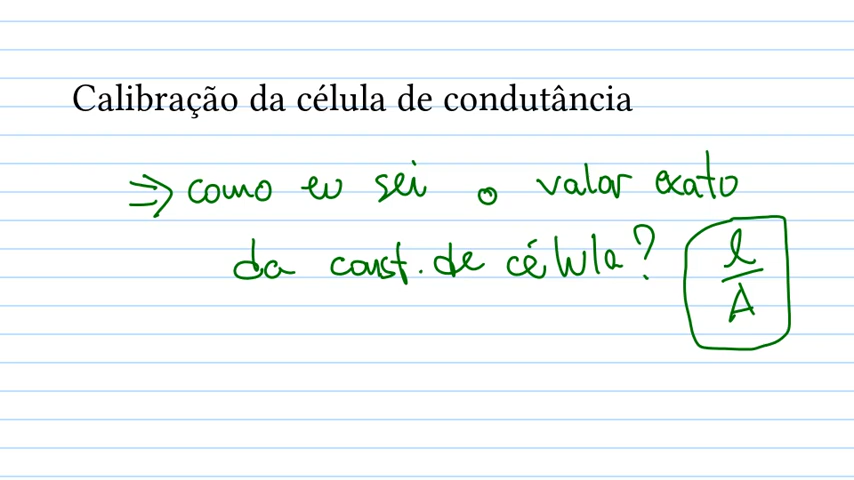 Calibração da célula de condutância
⇒ como eu sei o valor exato
da const. de célula?
l
A